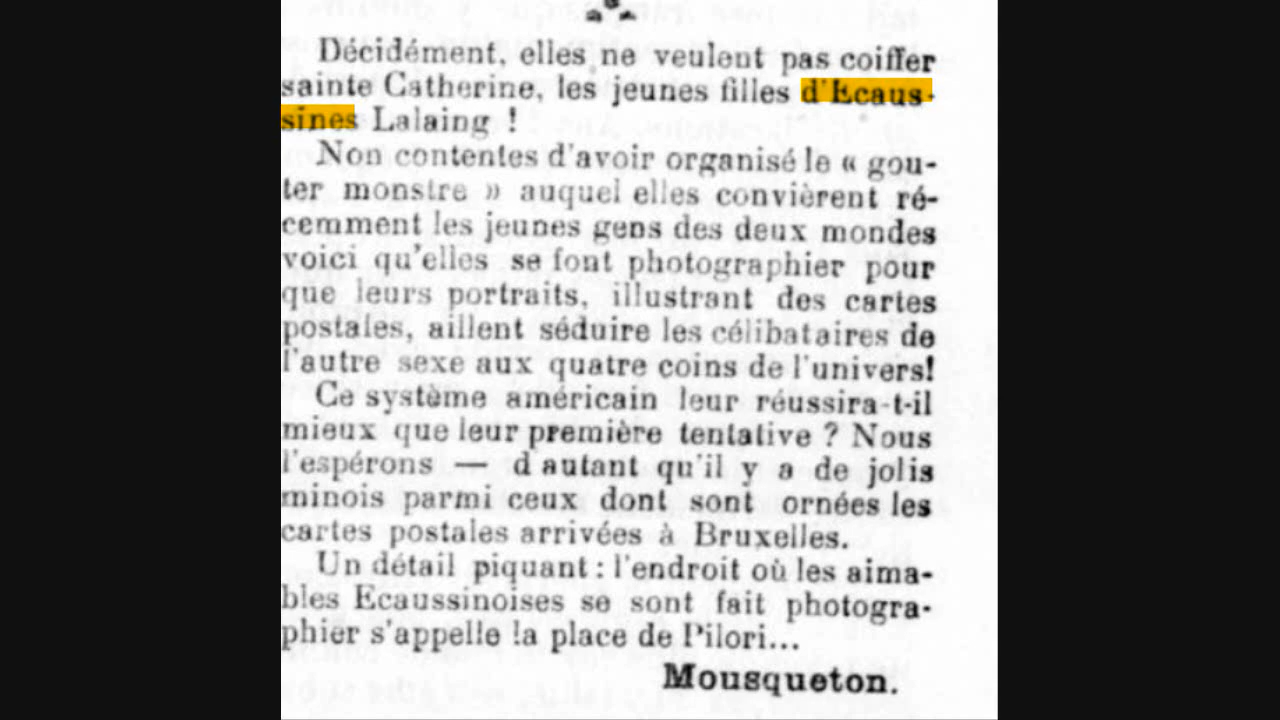 Décidément, elles ne veulent pas coiffer
sainte Catherine, les jeunes filles d'Ecaus-
sines Lalaing !
Non contentes d'avoir organisé le « gou-
ter monstre » auquel elles convièrent ré-
cemment les jeunes gens des deux mondes
voici qu'elles se font photographier pour
que leurs portraits, illustrant des cartes
postales, aillent séduire les célibataires de
l'autre sexe aux quatre coins de l'univers!
Ce système américain leur réussira-t-il
mieux que leur première tentative ? Nous
l'espérons — d'autant qu'il y a de jolis
minois parmi ceux dont sont ornées les
cartes postales arrivées à Bruxelles.
Un détail piquant : l'endroit où les aima-
bles Ecaussinoises se sont fait photogra-
phier s'appelle la place de Pilori...
Mousqueton.